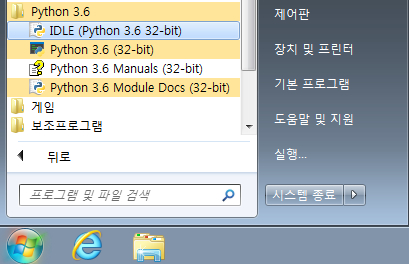 Python 3.6
IDLE (Python 3.6 32-bit)
Python 3.6 (32-bit)
Python 3.6 Manuals (32-bit)
Python 3.6 Module Docs (32-bit)
게임
보조프로그램
뒤로
프로그램 및 파일 검색
제어판
장치 및 프린터
기본 프로그램
도움말 및 지원
실행...
시스템 종료